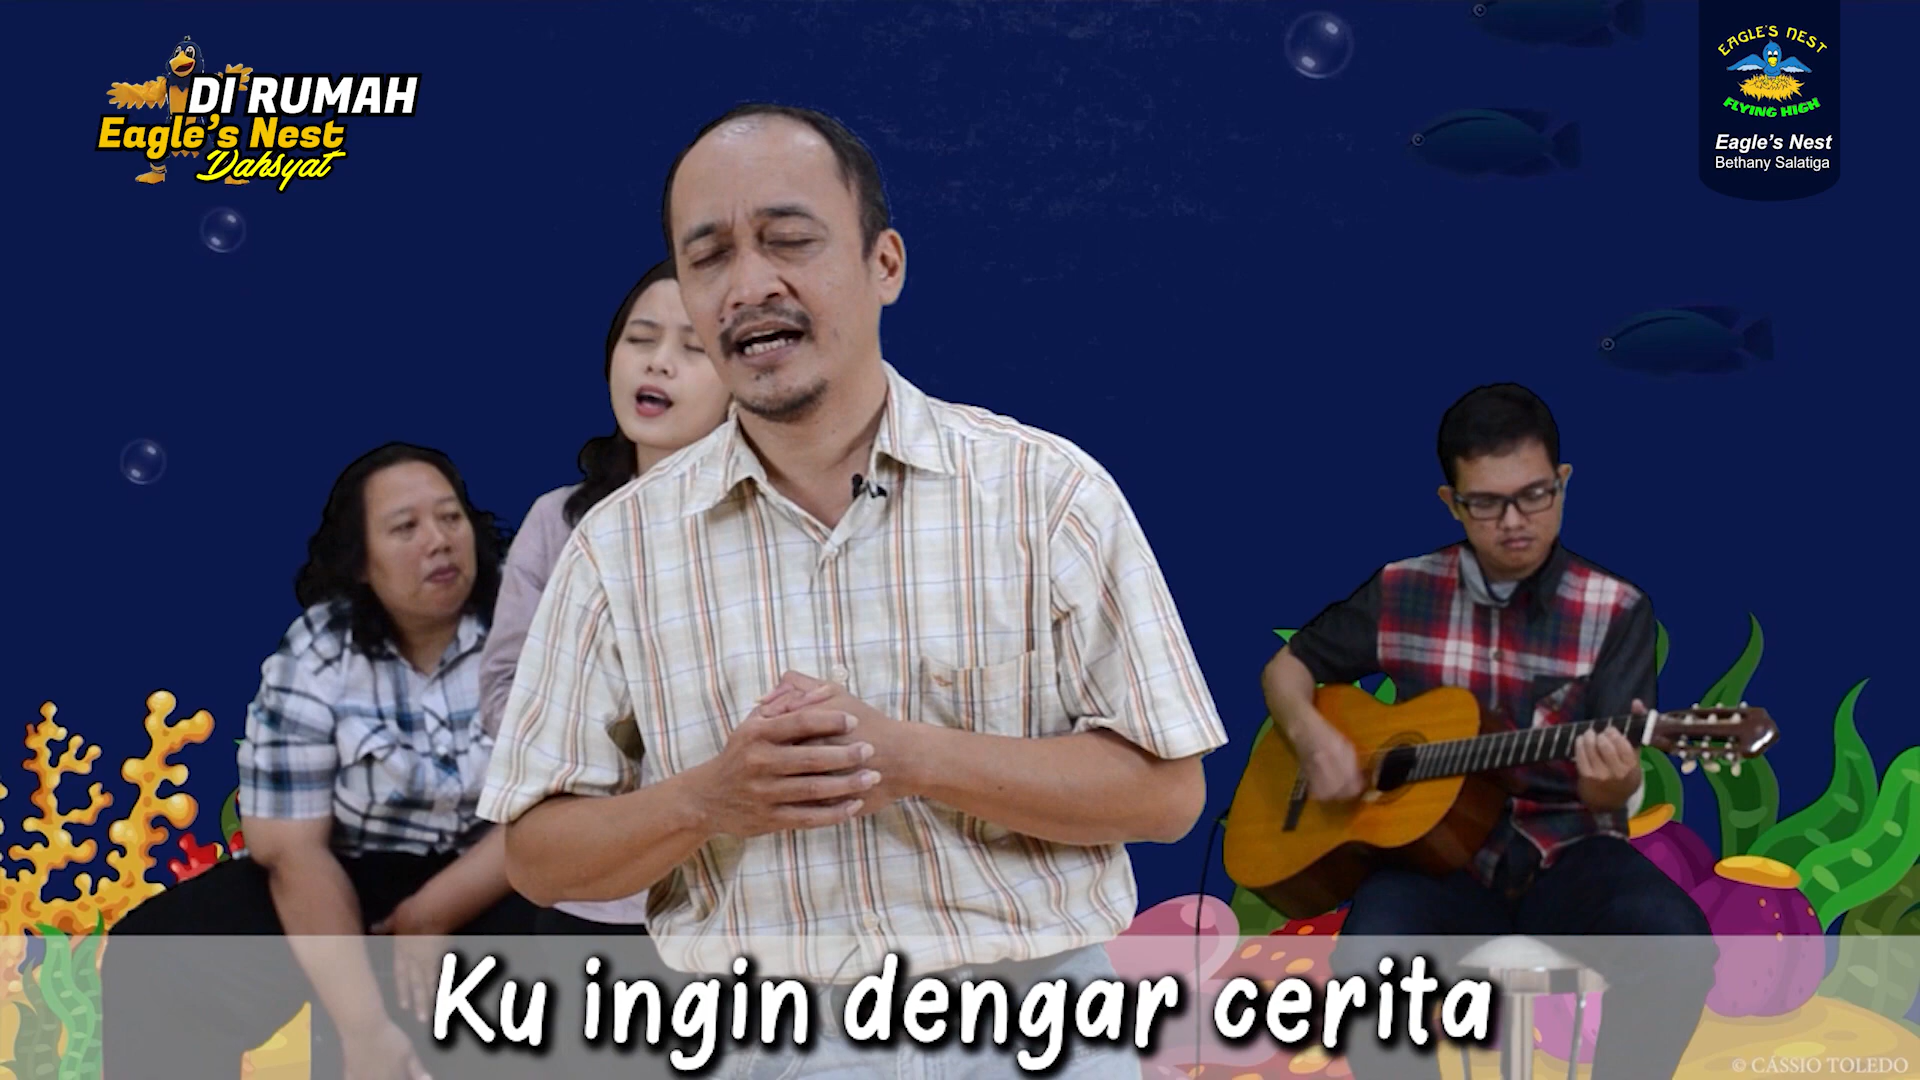 DI RUMAH
Eagle's Nest
Dahsyat
EAGLE'S NEST
FLYING HIGH
Eagle's Nest
Bethany Salatiga
Ku ingin dengar cerita
© CÁSSIO TOLEDO